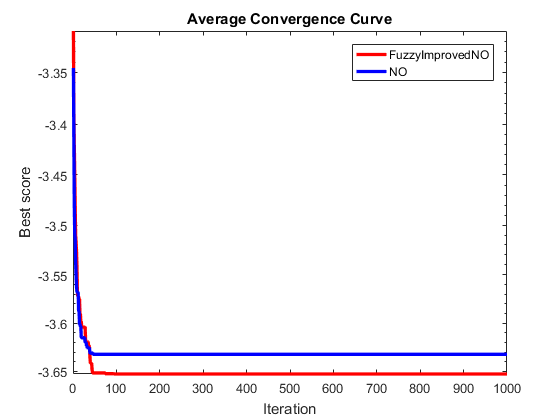 Average Convergence Curve
FuzzyImprovedNO
NO
-3.35
-3.4
-3.45
-3.5
-3.55
-3.6
-3.65
Best score
0 100 200 300 400 500 600 700 800 900 1000
Iteration